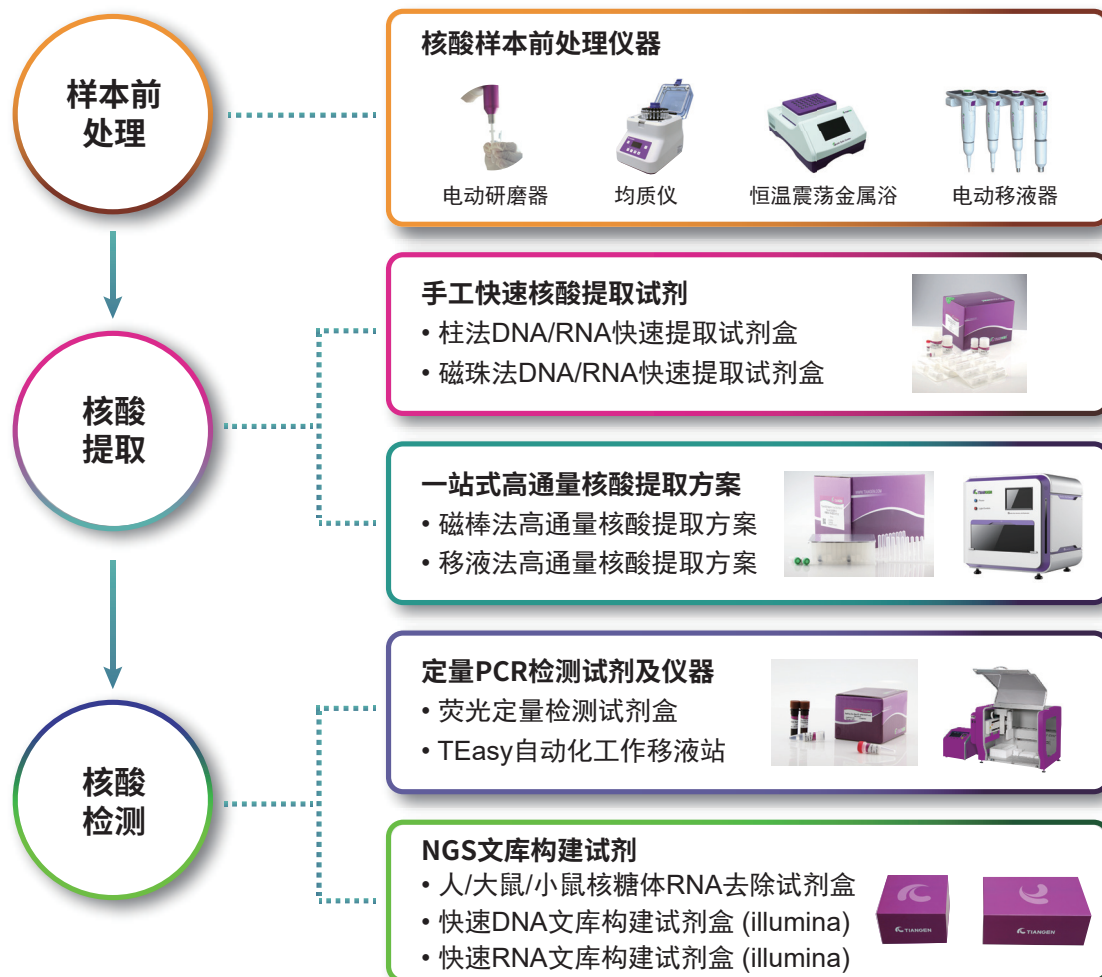 样本前
处理
核酸样本前处理仪器
电动研磨器
均质仪
恒温震荡金属浴
电动移液器
核酸
提取
手工快速核酸提取试剂
• 柱法DNA/RNA快速提取试剂盒
• 磁珠法DNA/RNA快速提取试剂盒
一站式高通量核酸提取方案
• 磁棒法高通量核酸提取方案
• 移液法高通量核酸提取方案
TIANGEN
核酸
检测
定量PCR检测试剂及仪器
• 荧光定量检测试剂盒
• TEasy自动化工作移液站
NGS文库构建试剂
• 人/大鼠/小鼠核糖体RNA去除试剂盒
• 快速DNA文库构建试剂盒 (illumina)
• 快速RNA文库构建试剂盒 (illumina)
TIANGEN
TIANGEN